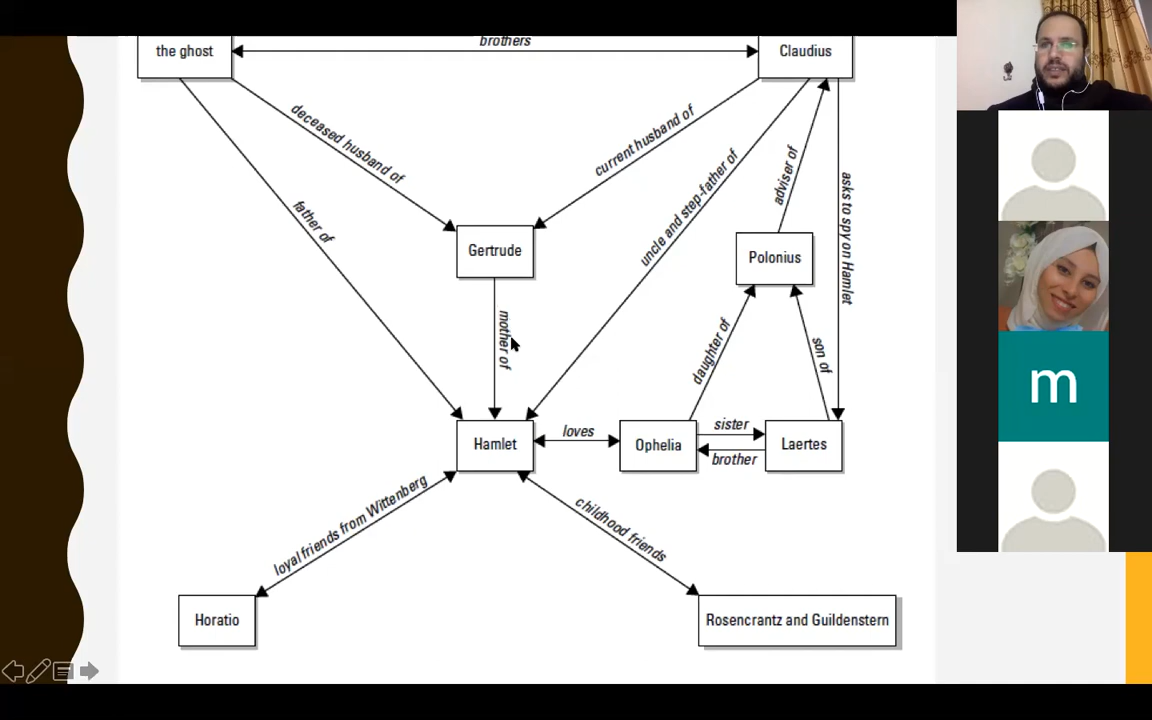 brothers
the ghost
Claudius
deceased husband of
current husband of
father of
uncle and step-father of
adviser of
asks to spy on Hamlet
Gertrude
Polonius
mother of
daughter of
son of
Hamlet
loves
Ophelia
sister
brother
Laertes
loyal friends from Wittenberg
childhood friends
Horatio
Rosencrantz and Guildenstern
m